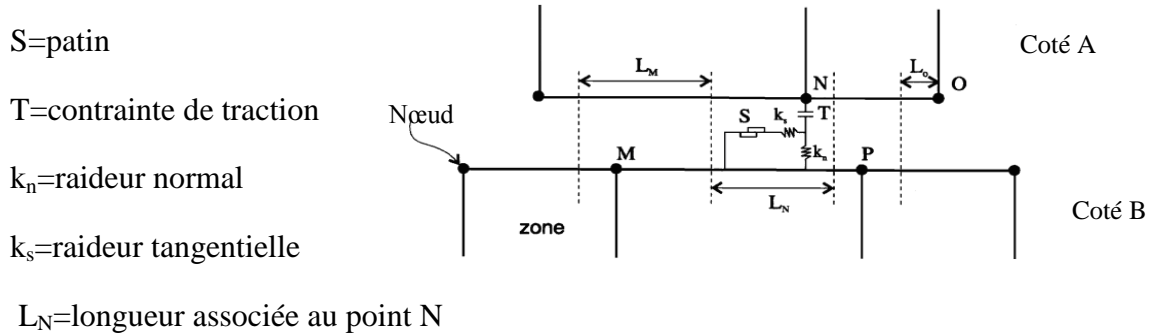 S=patin
T=contrainte de traction
kn=raideur normal
ks=raideur tangentielle
LN=longueur associée au point N
Coté A
LM
N
Lo
O
S
ks
T
Nœud
kn
M
P
LN
zone
Coté B